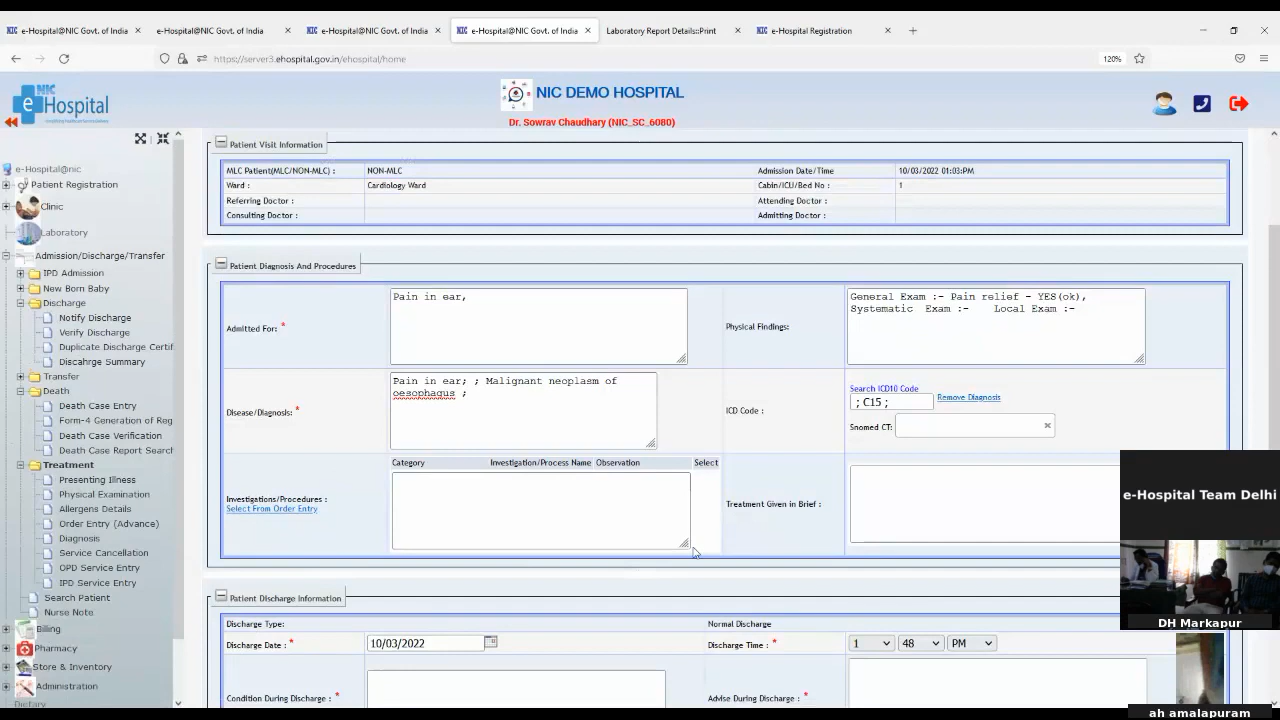 e-Hospital@NIC Govt. of India
e-Hospital@NIC Govt. of India
e-Hospital@NIC Govt. of India
e-Hospital@NIC Govt. of India
Laboratory Report Details::Print
e-Hospital Registration
https://server3.ehospital.gov.in/ehospital/home
120%
NIC
eHospital
NIC DEMO HOSPITAL
Dr. Sowrav Chaudhary (NIC_SC_6080)
e-Hospital@nic
Patient Registration
Clinic
Laboratory
Admission/Discharge/Transfer
IPD Admission
New Born Baby
Discharge
Notify Discharge
Verify Discharge
Duplicate Discharge Certif
Discahrge Summary
Transfer
Death
Death Case Entry
Form-4 Generation of Reg
Death Case Verification
Death Case Report Search
Treatment
Presenting Illness
Physical Examination
Allergens Details
Order Entry (Advance)
Diagnosis
Service Cancellation
OPD Service Entry
IPD Service Entry
Search Patient
Nurse Note
Billing
Pharmacy
Store & Inventory
Administration
Dietary
Patient Visit Information
MLC Patient(MLC/NON-MLC) : NON-MLC Admission Date/Time 10/03/2022 01:03:PM
Ward : Cardiology Ward Cabin/ICU/Bed No : 1
Referring Doctor : Attending Doctor :
Consulting Doctor : Admitting Doctor :
Patient Diagnosis And Procedures
Admitted For: *
Pain in ear,
Physical Findings:
General Exam :- Pain relief - YES(ok),
Systematic Exam :- Local Exam :-
Disease/Diagnosis: *
Pain in ear; ; Malignant neoplasm of
oesophagus ;
ICD Code :
Search ICD10 Code
; C15 ;
Remove Diagnosis
Snomed CT:
Category Investigation/Process Name Observation Select
Investigations/Procedures :
Select From Order Entry
Treatment Given in Brief :
Patient Discharge Information
Discharge Type: Normal Discharge
Discharge Date : * 10/03/2022 Discharge Time : * 1 48 PM
Condition During Discharge : * Advise During Discharge : *
e-Hospital Team Delhi
DH Markapur
ah amalapuram